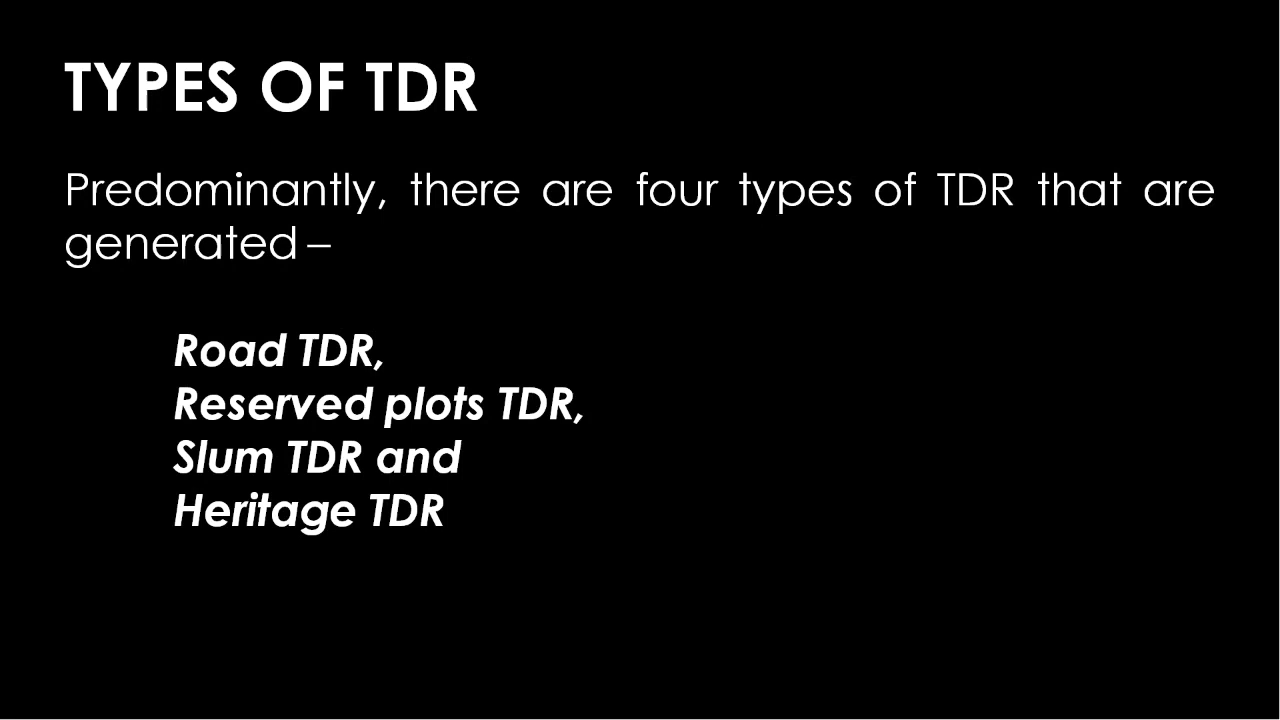 TYPES OF TDR
Predominantly, there are four types of TDR that are
generated –
Road TDR,
Reserved plots TDR,
Slum TDR and
Heritage TDR